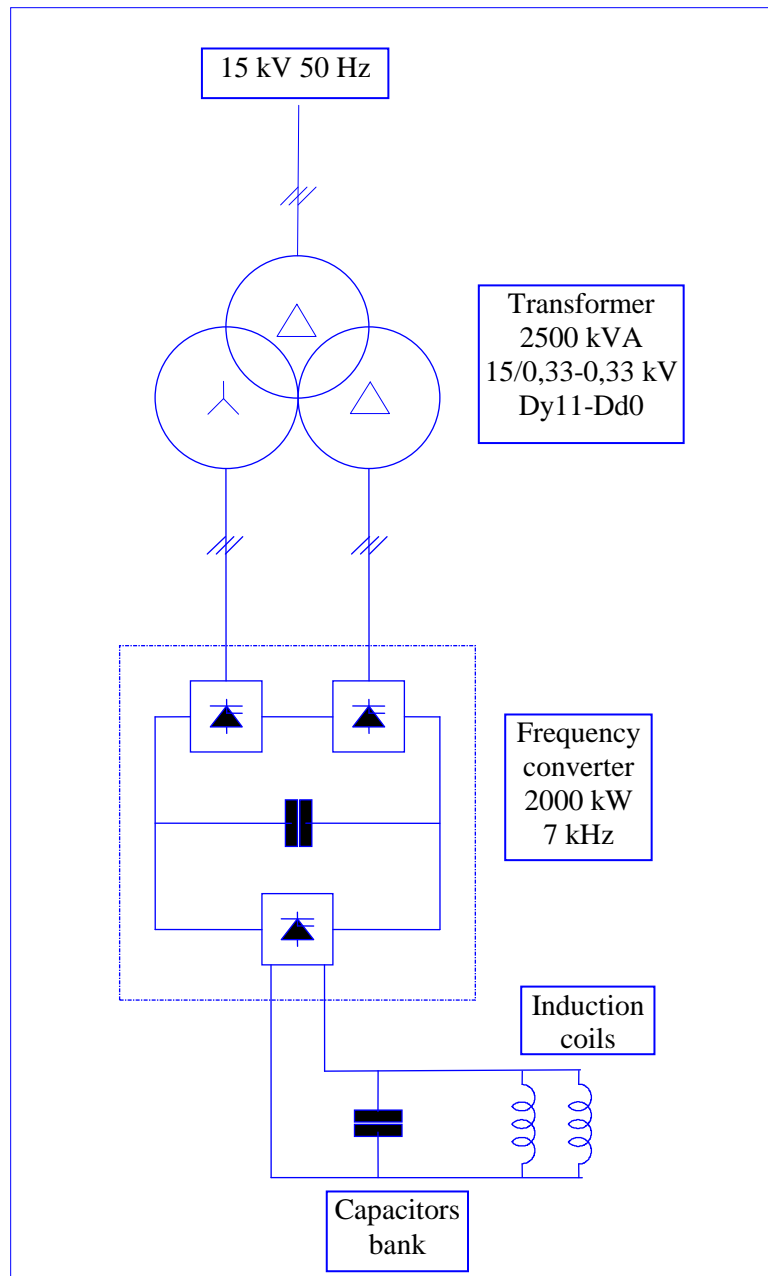 15 kV 50 Hz
Transformer
2500 kVA
15/0,33-0,33 kV
Dy11-Dd0
Frequency
converter
2000 kW
7 kHz
Induction
coils
Capacitors
bank